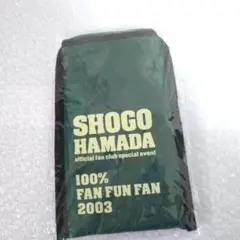 SHOGO
HAMADA
official fan club special event
100%
FAN FUN FAN
2003